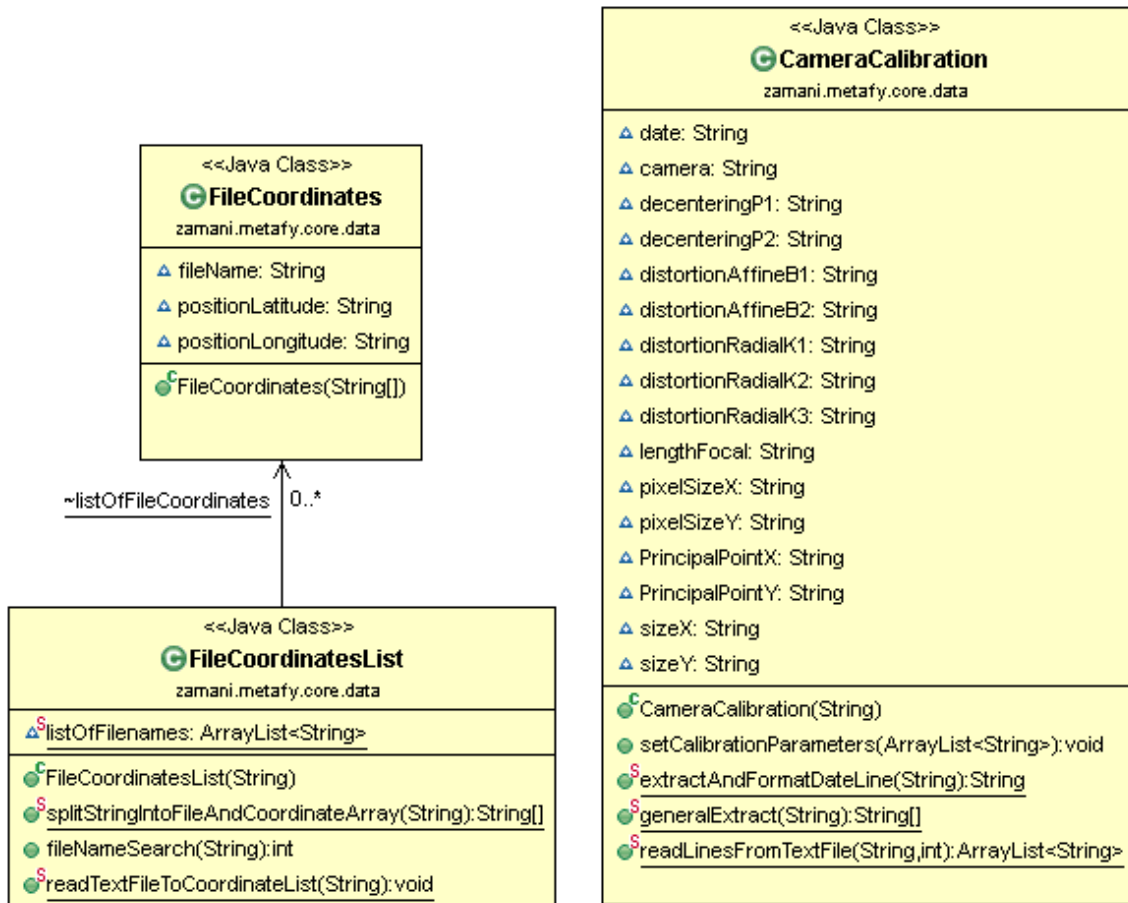 <<Java Class>>
FileCoordinates
zamani.metafy.core.data
fileName: String
positionLatitude: String
positionLongitude: String
FileCoordinates(String[])
~listOfFileCoordinates
0..*
<<Java Class>>
FileCoordinatesList
zamani.metafy.core.data
listOfFilenames: ArrayList<String>
FileCoordinatesList(String)
splitStringIntoFileAndCoordinateArray(String):String[]
fileNameSearch(String):int
readTextFileToCoordinateList(String):void
<<Java Class>>
CameraCalibration
zamani.metafy.core.data
date: String
camera: String
decenteringP1: String
decenteringP2: String
distortionAffineB1: String
distortionAffineB2: String
distortionRadialK1: String
distortionRadialK2: String
distortionRadialK3: String
lengthFocal: String
pixelSizeX: String
pixelSizeY: String
PrincipalPointX: String
PrincipalPointY: String
sizeX: String
sizeY: String
CameraCalibration(String)
setCalibrationParameters(ArrayList<String>):void
extractAndFormatDateLine(String):String
generalExtract(String):String[]
readLinesFromTextFile(String,int):ArrayList<String>